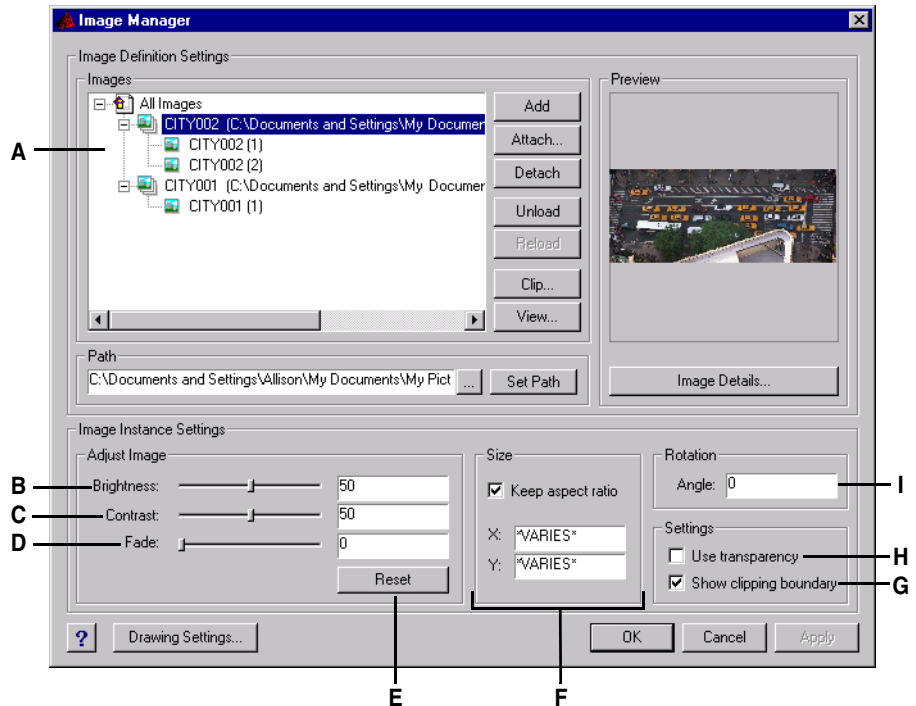 Image Manager
Image Definition Settings
Images
Preview
All Images
CITY002 (C:\Documents and Settings\My Documer
CITY002 (1)
CITY002 (2)
CITY001 (C:\Documents and Settings\My Documer
CITY001 (1)
Add
Attach...
Detach
Unload
Reload
Clip...
View...
A
Path
C:\Documents and Settings\Allison\My Documents\My Pict
...
Set Path
Image Details...
Image Instance Settings
Adjust Image
Size
Rotation
B
Brightness:
50
Keep aspect ratio
Angle:
0
I
C
Contrast:
50
X:
*VARIES*
Settings
D
Fade:
0
Y:
*VARIES*
Use transparency
H
Reset
Show clipping boundary
G
?
Drawing Settings...
OK
Cancel
Apply
E
F